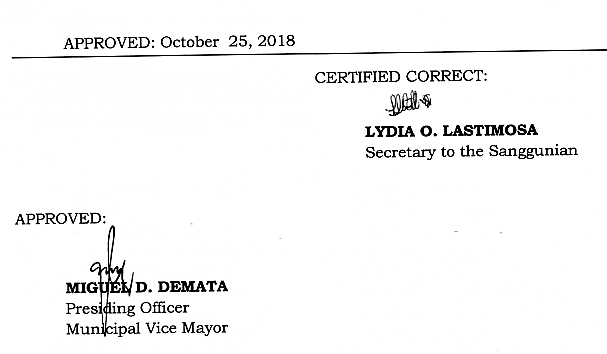 APPROVED: October 25, 2018
CERTIFIED CORRECT:
LYDIA O. LASTIMOSA
Secretary to the Sanggunian
APPROVED:
MIGUEL D. DEMATA
Presiding Officer
Municipal Vice Mayor